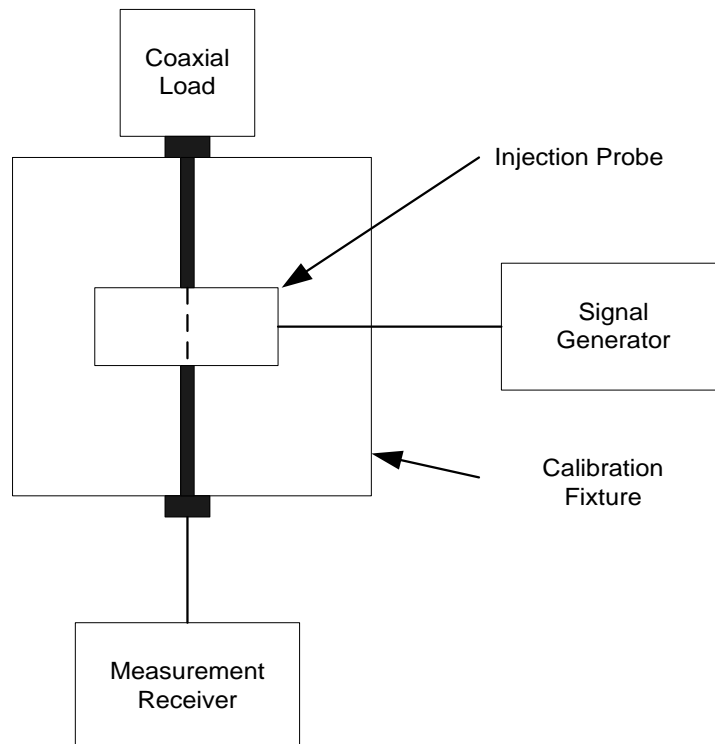 Coaxial
Load
Injection Probe
Signal
Generator
Calibration
Fixture
Measurement
Receiver